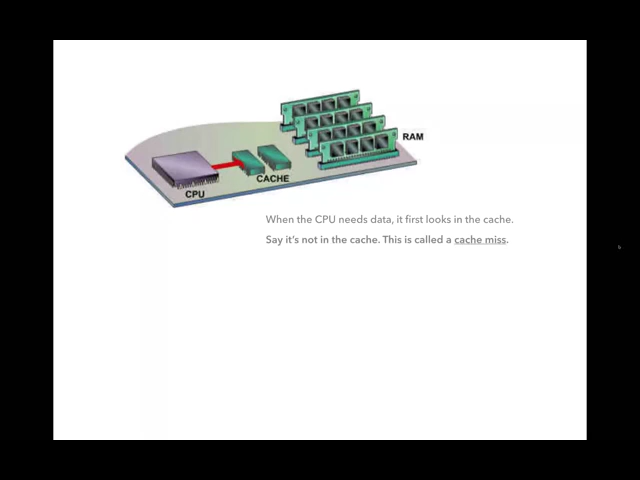 RAM
CACHE
CPU
When the CPU needs data, it first looks in the cache.
Say it's not in the cache. This is called a cache miss.